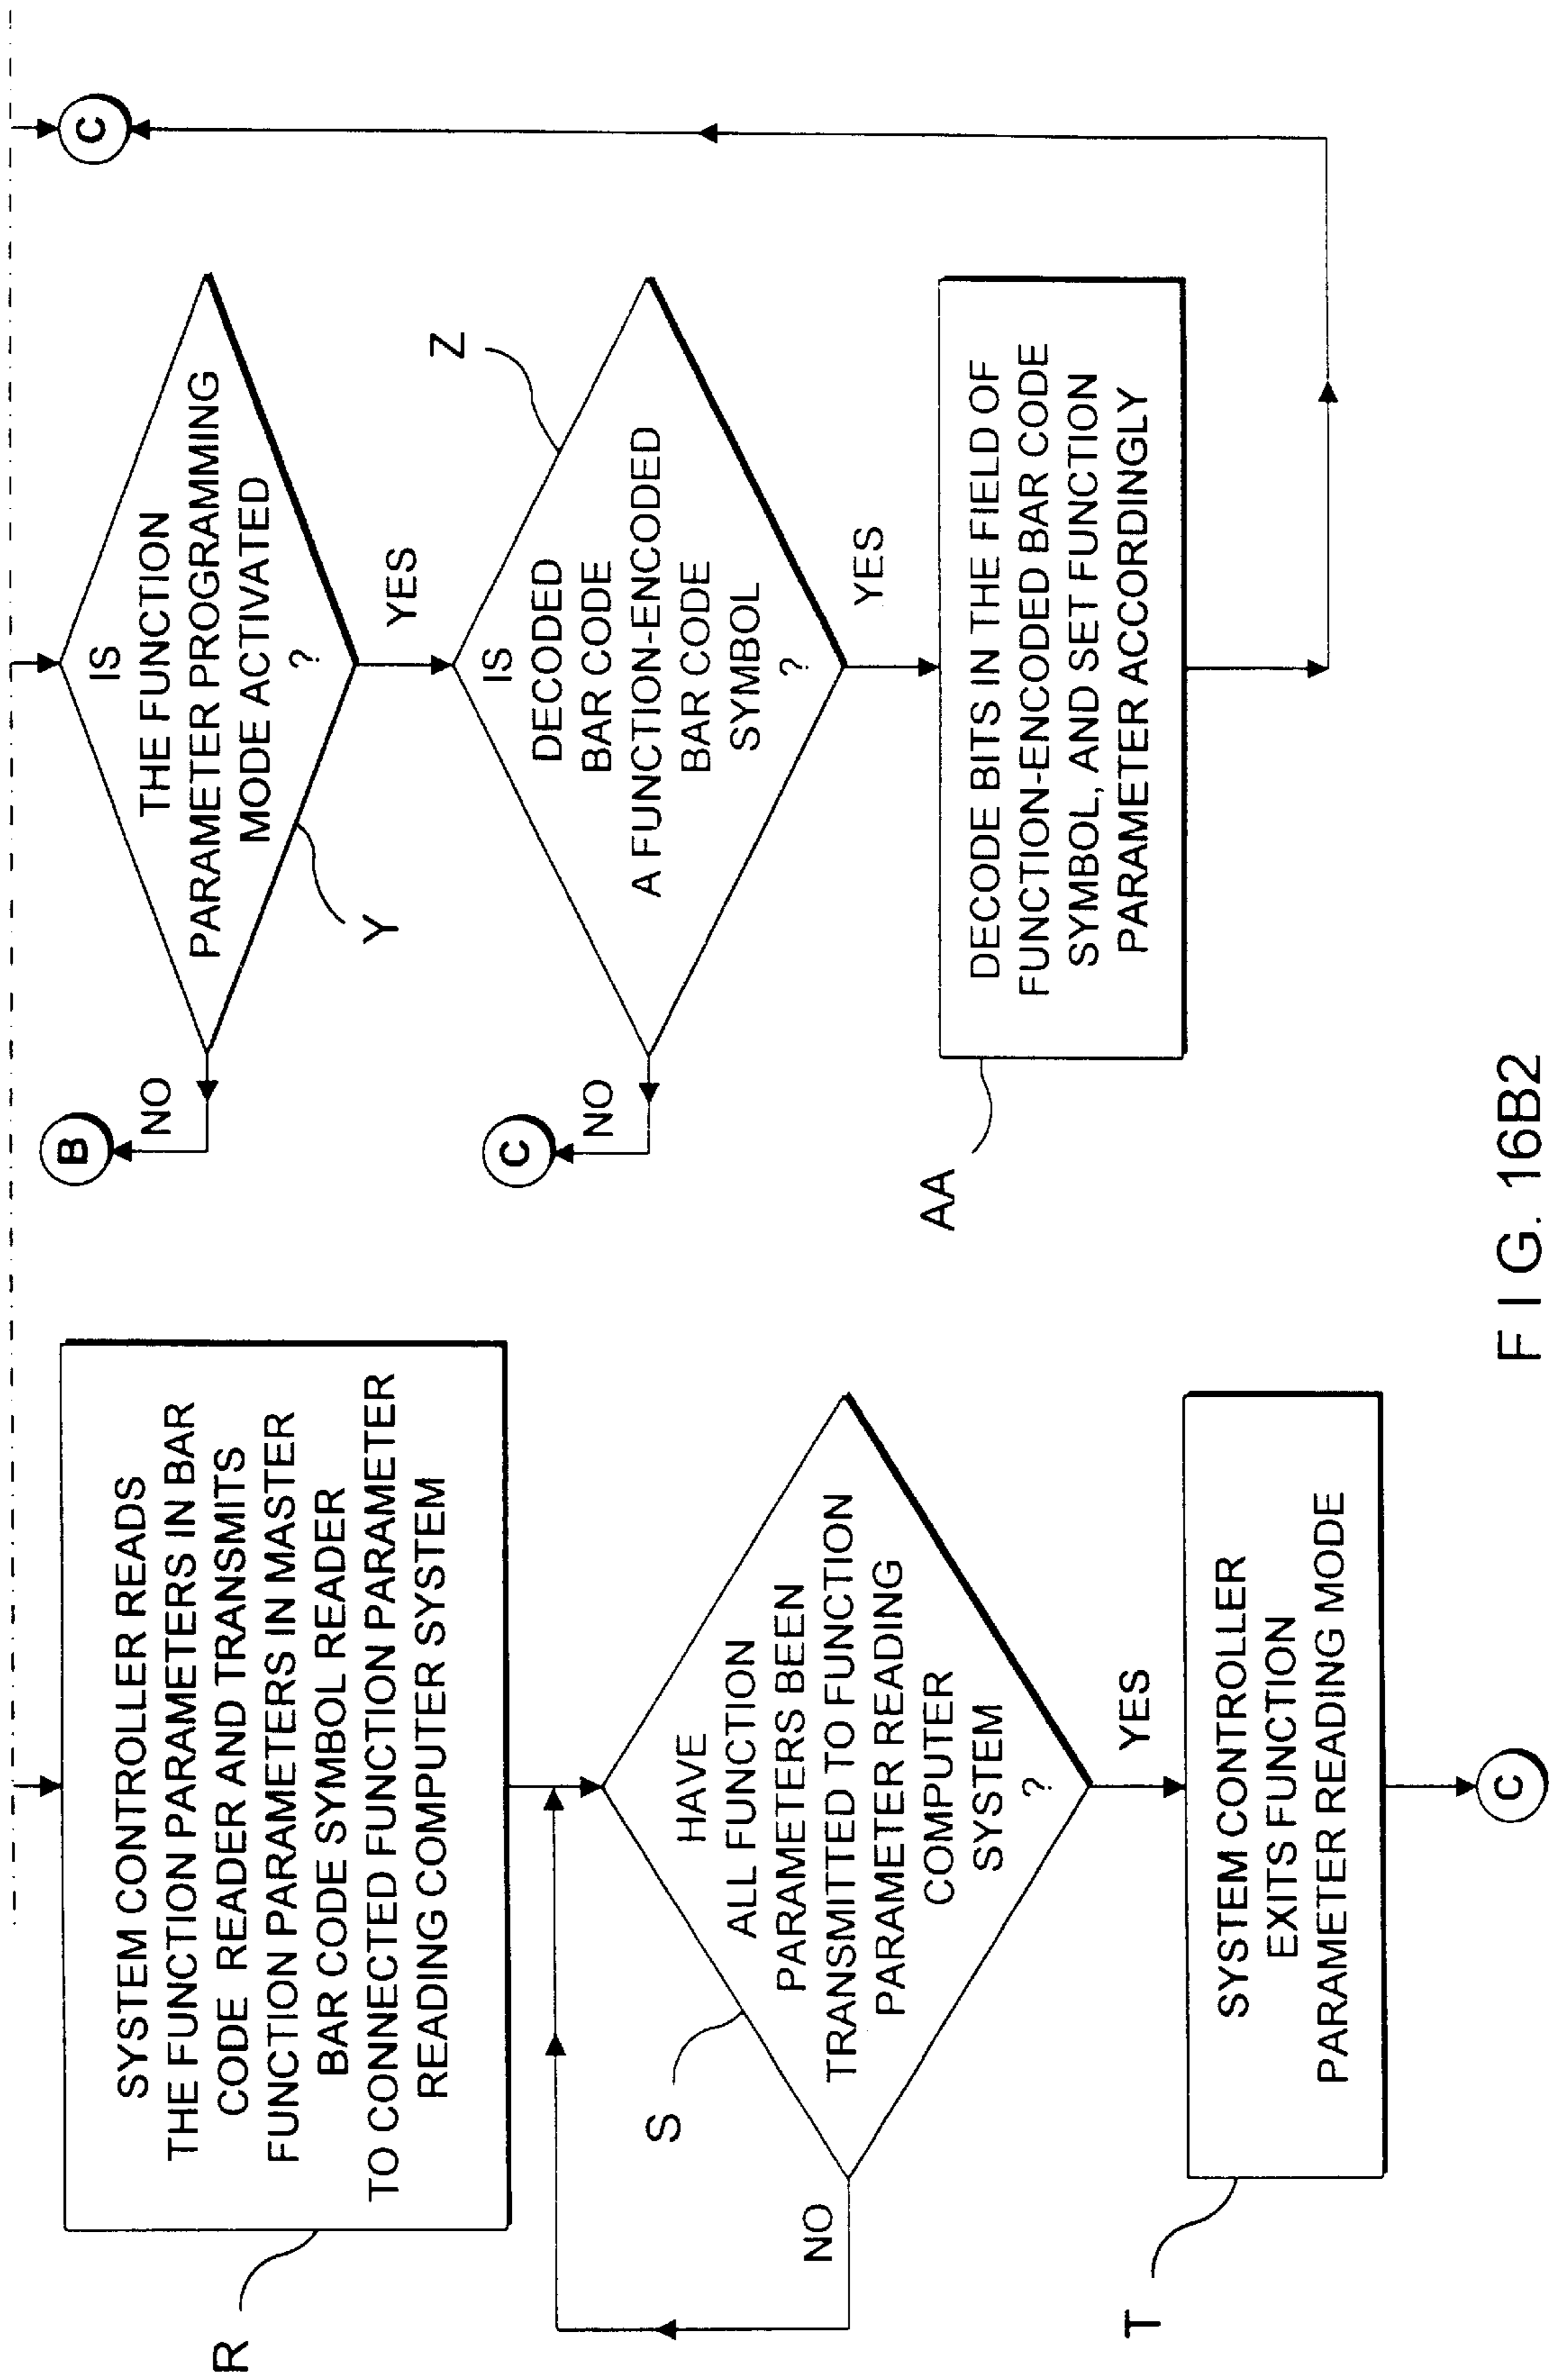 R
SYSTEM CONTROLLER READS
THE FUNCTION PARAMETERS IN BAR
CODE READER AND TRANSMITS
FUNCTION PARAMETERS IN MASTER
BAR CODE SYMBOL READER
TO CONNECTED FUNCTION PARAMETER
READING COMPUTER SYSTEM
S
HAVE
ALL FUNCTION
PARAMETERS BEEN
TRANSMITTED TO FUNCTION
PARAMETER READING
COMPUTER
SYSTEM
?
NO
YES
T
SYSTEM CONTROLLER
EXITS FUNCTION
PARAMETER READING MODE
C
B
NO
IS
THE FUNCTION
PARAMETER PROGRAMMING
MODE ACTIVATED
?
Y
YES
C
NO
Z
IS
DECODED
BAR CODE
A FUNCTION-ENCODED
BAR CODE
SYMBOL
?
YES
AA
DECODE BITS IN THE FIELD OF
FUNCTION-ENCODED BAR CODE
SYMBOL, AND SET FUNCTION
PARAMETER ACCORDINGLY
C
F I G. 16B2